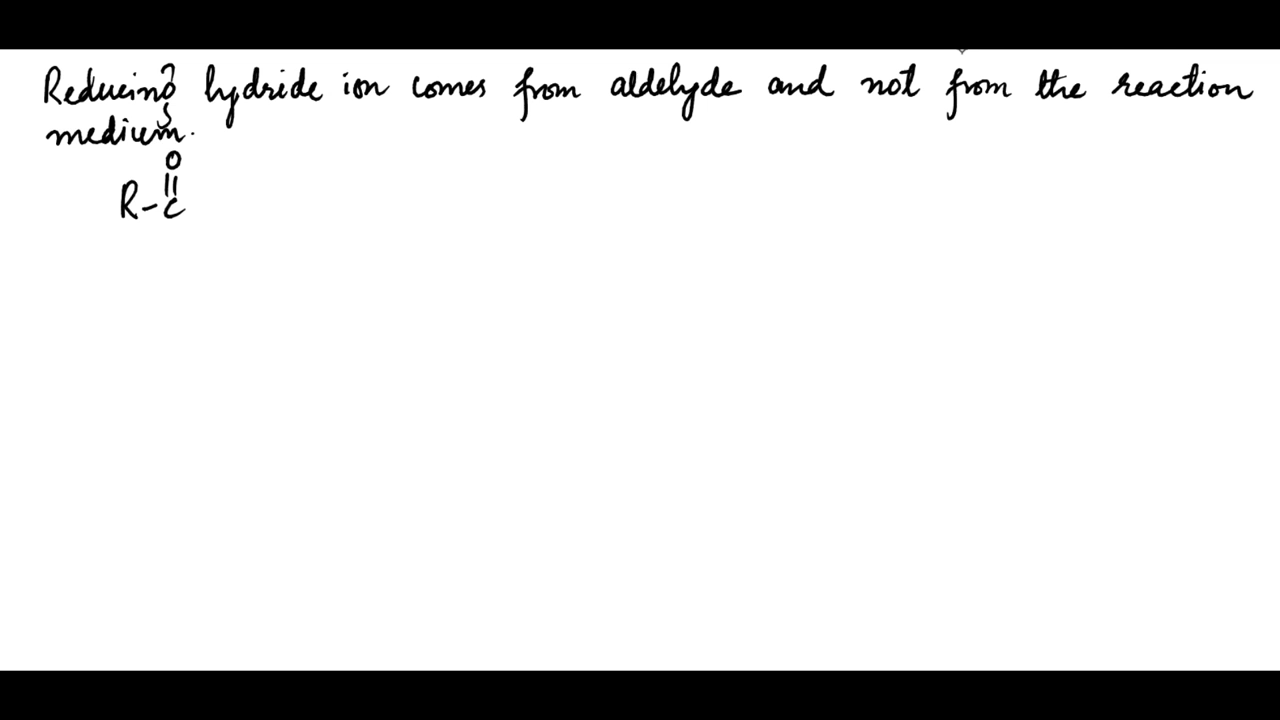 Reducing hydride ion comes from aldelyde and not from the reaction
medium.
O
||
R-C